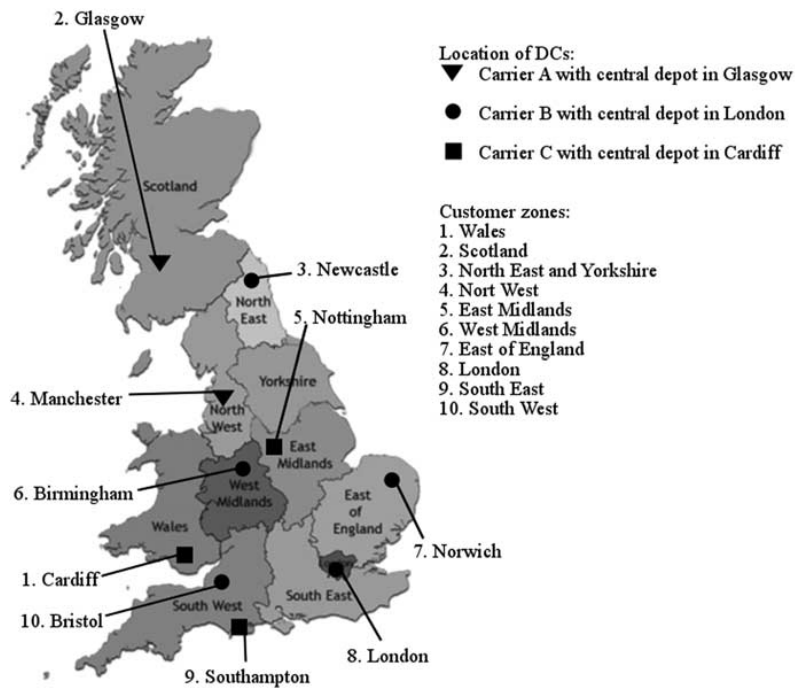 2. Glasgow
Location of DCs:
Carrier A with central depot in Glasgow
Carrier B with central depot in London
Carrier C with central depot in Cardiff
Scotland
Customer zones:
1. Wales
2. Scotland
3. North East and Yorkshire
4. Nort West
5. East Midlands
6. West Midlands
7. East of England
8. London
9. South East
10. South West
3. Newcastle
North
East
5. Nottingham
Yorkshire
4. Manchester
North
West
East
Midlands
6. Birmingham
West
Midlands
East
of
England
Wales
7. Norwich
1. Cardiff
South West
South East
10. Bristol
8. London
9. Southampton